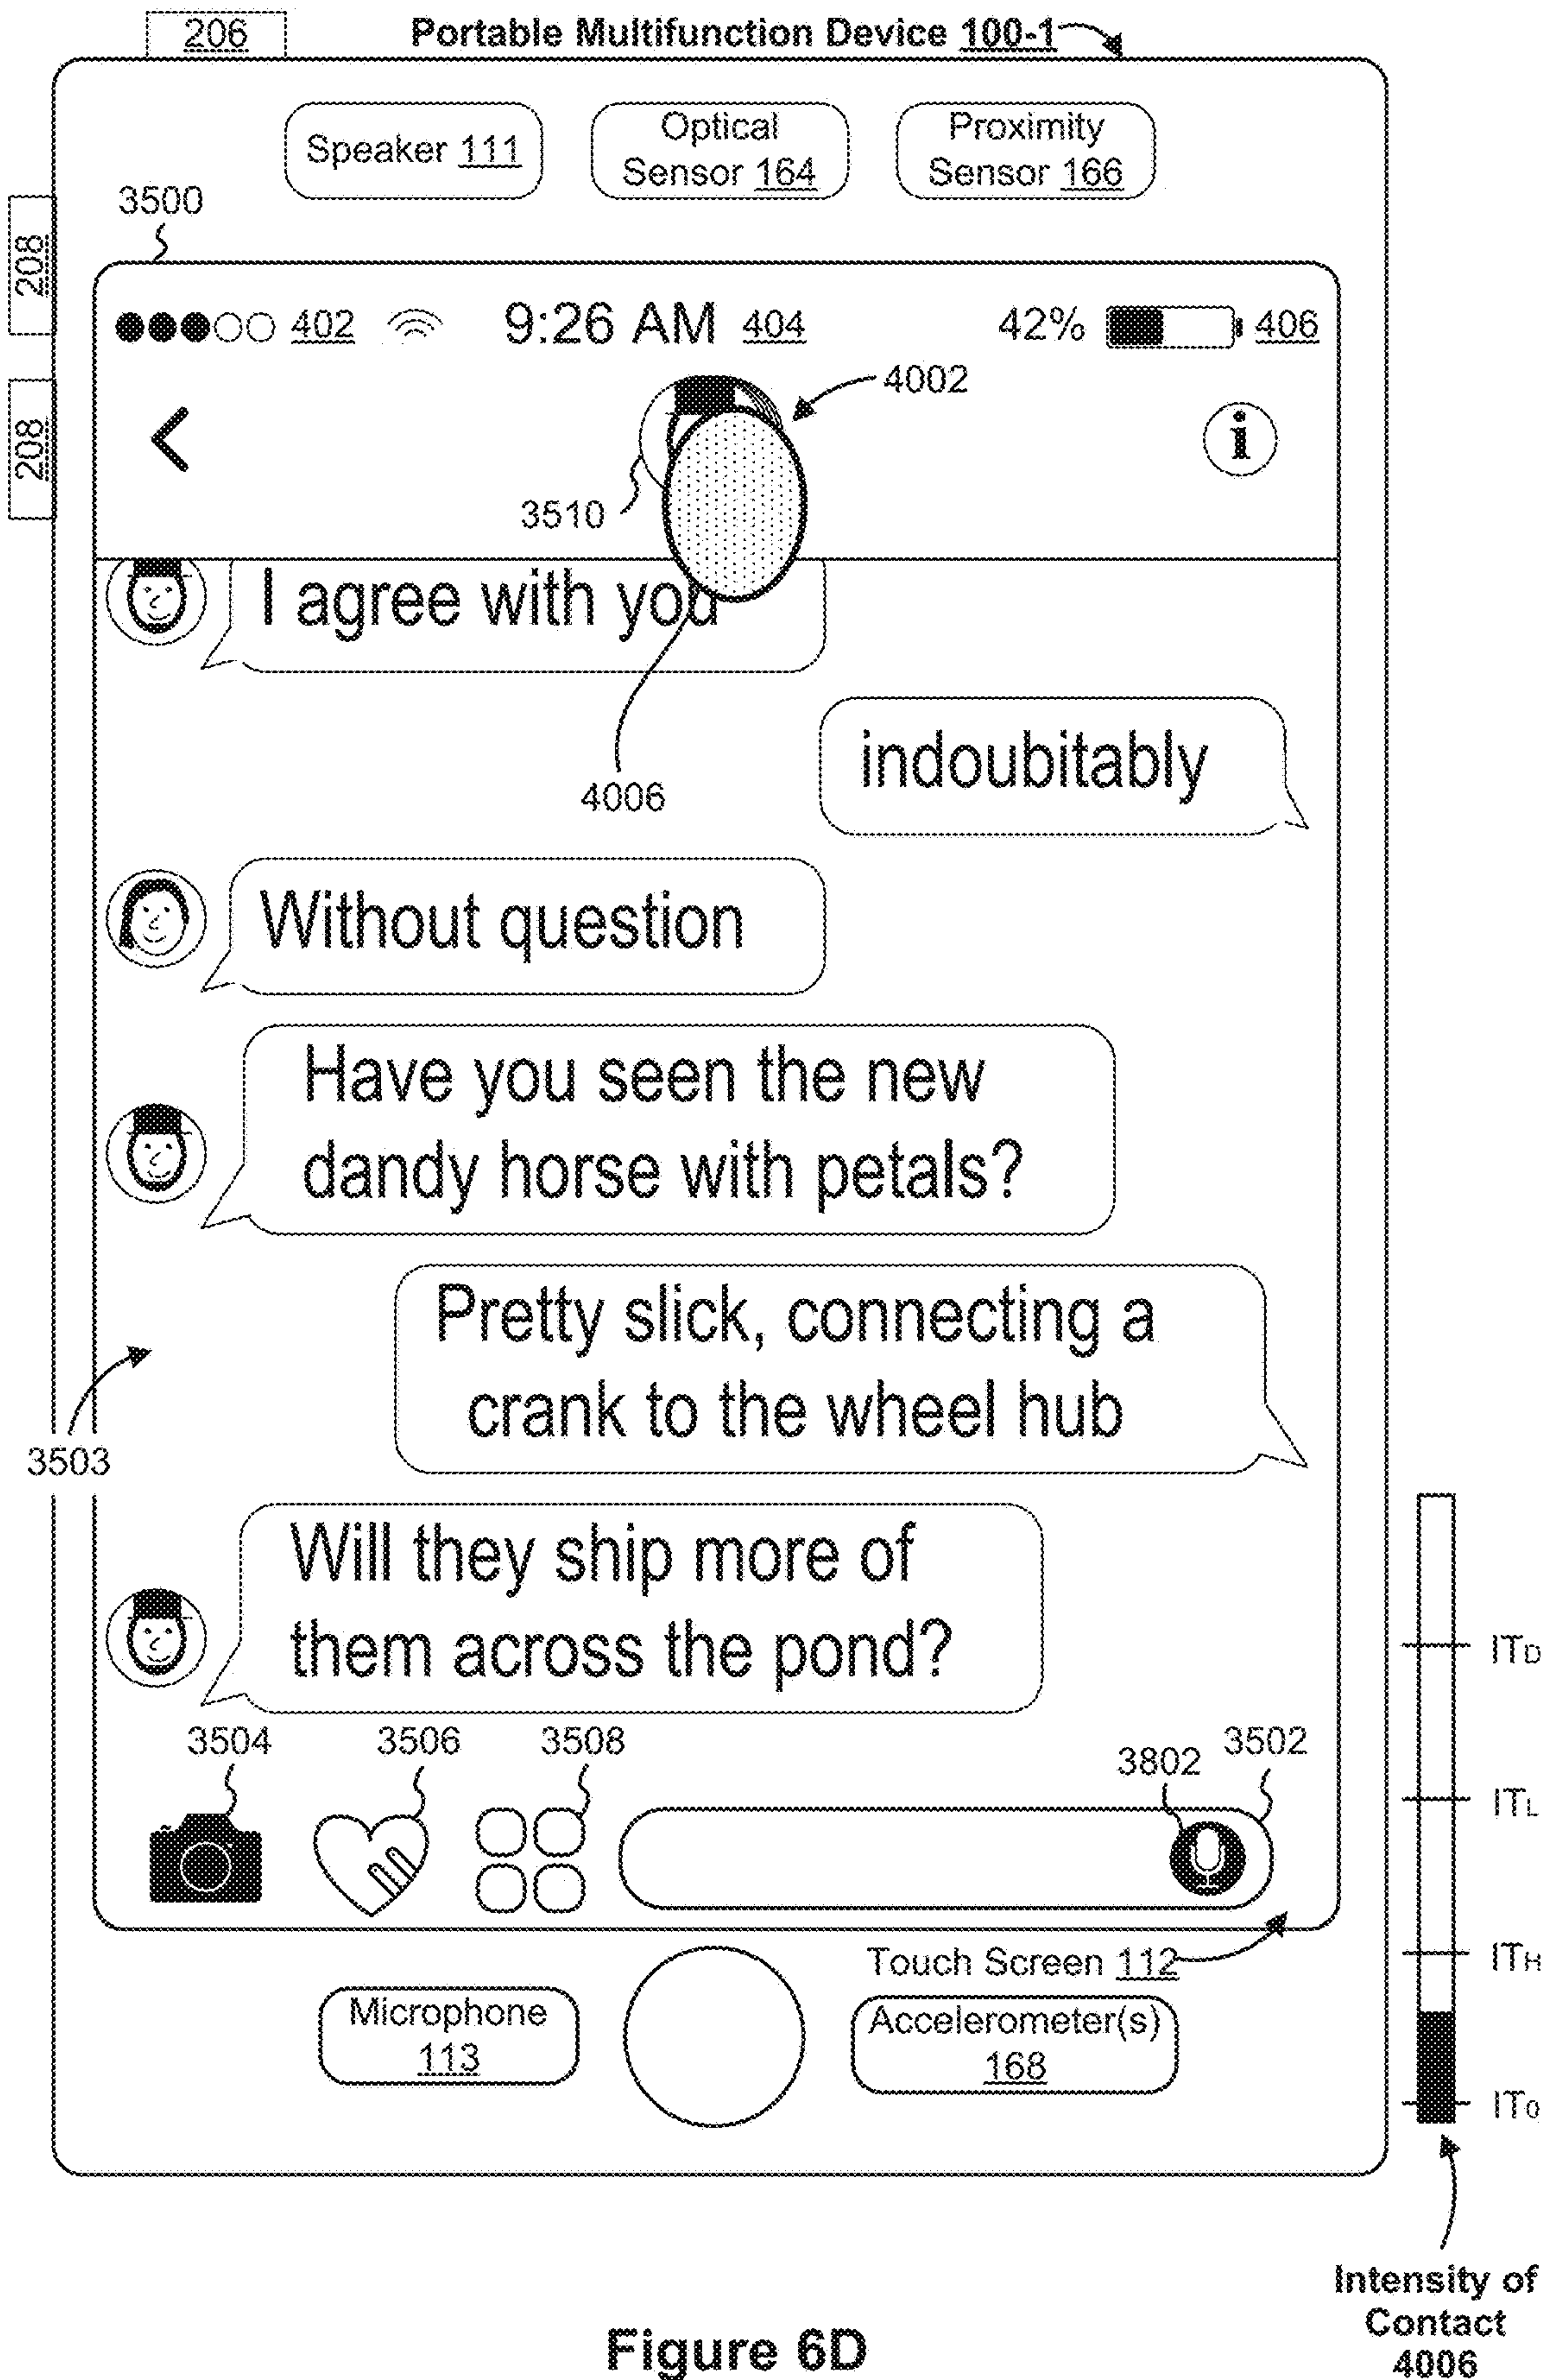 206
Portable Multifunction Device 100-1
Speaker 111
Optical
Sensor 164
Proximity
Sensor 166
3500
208
402
9:26 AM 404
42%
406
4002
208
i
3510
I agree with you
indoubitably
4006
Without question
Have you seen the new
dandy horse with petals?
Pretty slick, connecting a
crank to the wheel hub
3503
Will they ship more of
them across the pond?
ITD
3504
3506
3508
3802
3502
ITL
Touch Screen 112
ITH
Microphone
113
Accelerometer(s)
168
IT0
Intensity of
Contact
4006
Figure 6D